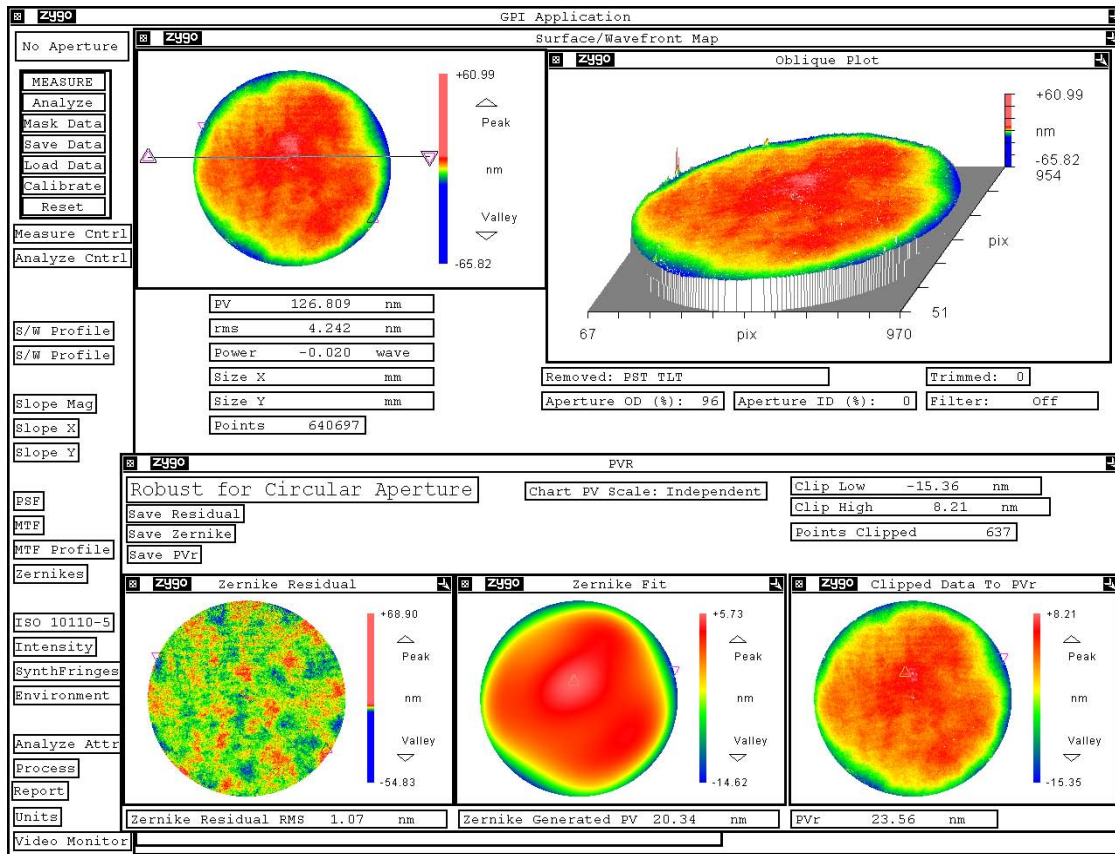 zygo GPI Application
No Aperture
MEASURE
Analyze
Mask Data
Save Data
Load Data
Calibrate
Reset
Measure Cntrl
Analyze Cntrl
S/W Profile
S/W Profile
Slope Mag
Slope X
Slope Y
PSF
MTF
MTF Profile
Zernikes
ISO 10110-5
Intensity
SynthFringes
Environment
Analyze Attr
Process
Report
Units
Video Monitor
zygo Surface/Wavefront Map
+60.99
Peak
nm
Valley
-65.82
zygo Oblique Plot
+60.99
nm
-65.82
954
pix
51
67 pix 970
PV 126.809 nm
rms 4.242 nm
Power -0.020 wave
Size X mm
Size Y mm
Points 640697
Removed: PST TLT Trimmed: 0
Aperture OD (%): 96 Aperture ID (%): 0 Filter: Off
zygo PVR
Robust for Circular Aperture
Chart PV Scale: Independent
Clip Low -15.36 nm
Clip High 8.21 nm
Points Clipped 637
Save Residual
Save Zernike
Save PVr
zygo Zernike Residual
+68.90
Peak
nm
Valley
-54.83
Zernike Residual RMS 1.07 nm
zygo Zernike Fit
+5.73
Peak
nm
Valley
-14.62
Zernike Generated PV 20.34 nm
zygo Clipped Data To PVr
+8.21
Peak
nm
Valley
-15.35
PVr 23.56 nm